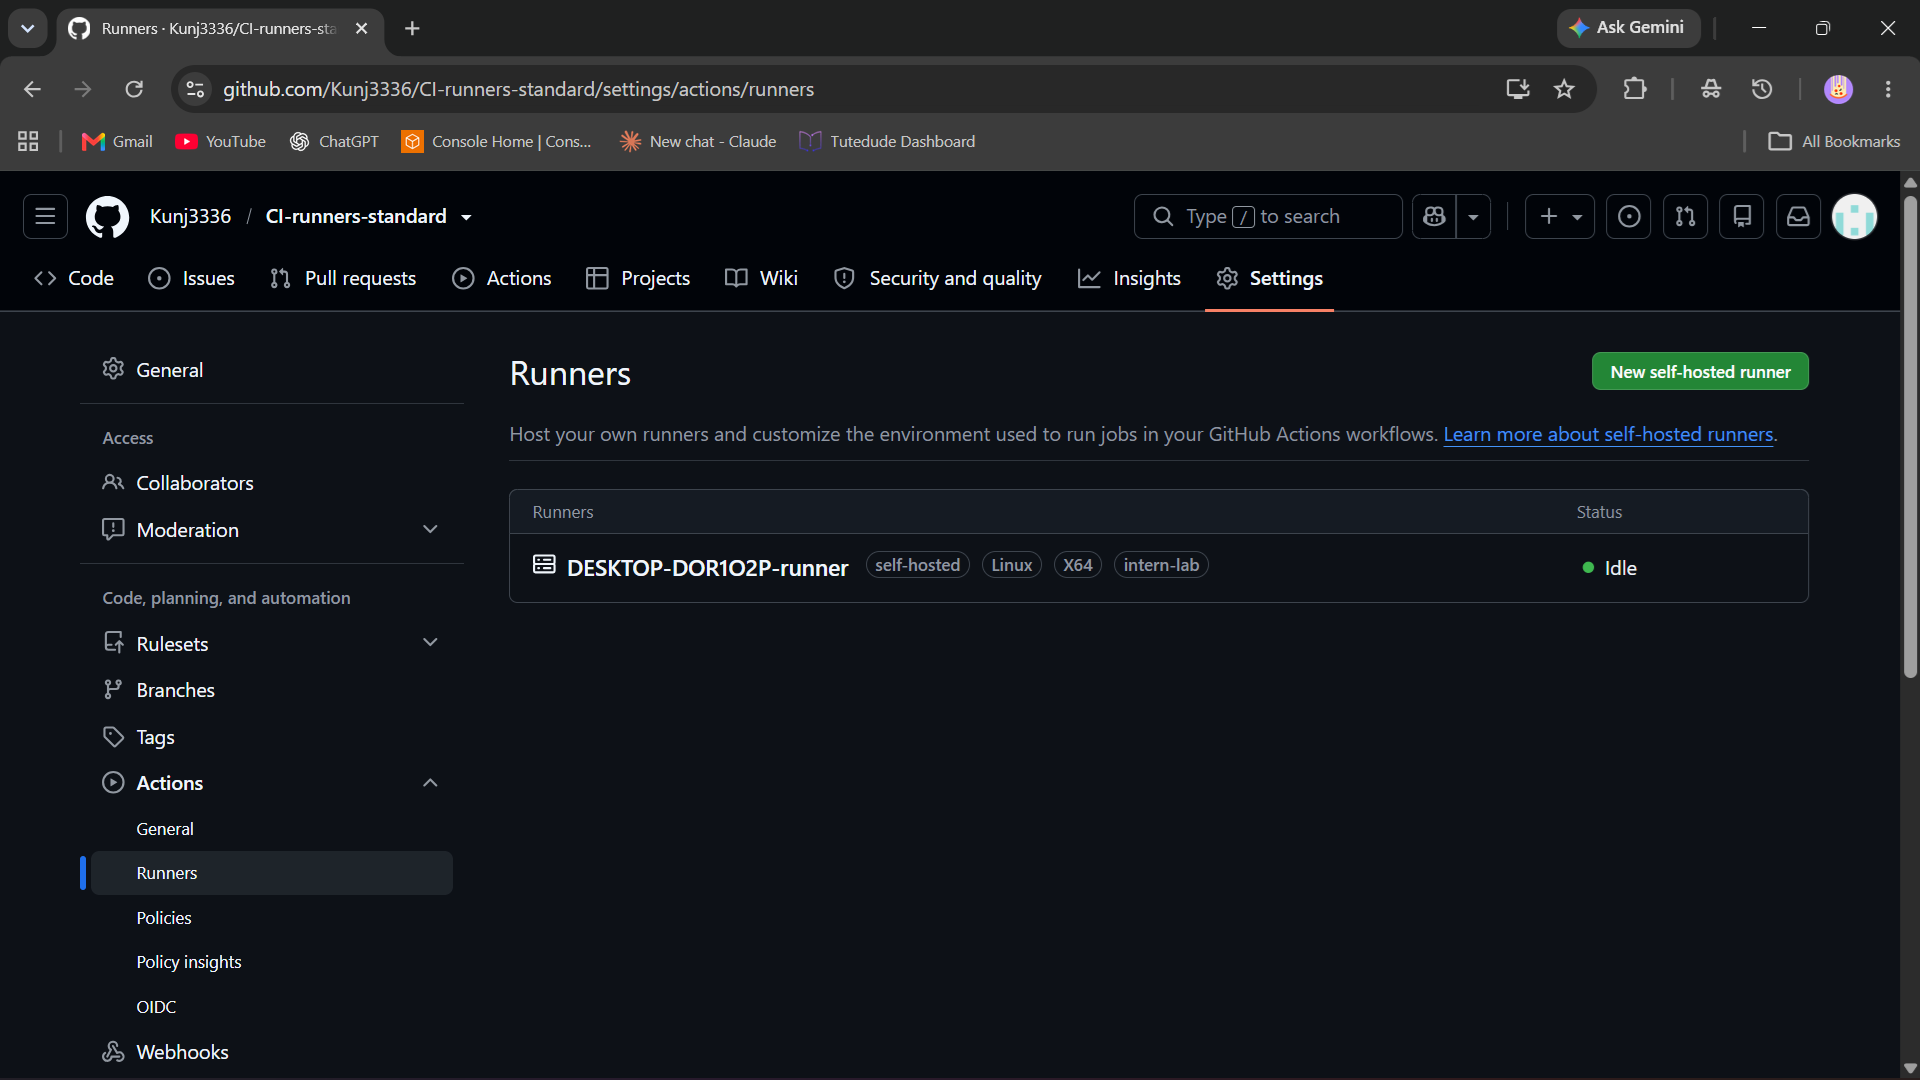 Runners · Kunj3336/CI-runners-sta
Ask Gemini
github.com/Kunj3336/CI-runners-standard/settings/actions/runners
Gmail
YouTube
ChatGPT
Console Home | Cons...
New chat - Claude
Tutedude Dashboard
All Bookmarks
Kunj3336 / CI-runners-standard
Type / to search
Code
Issues
Pull requests
Actions
Projects
Wiki
Security and quality
Insights
Settings
General
Access
Collaborators
Moderation
Code, planning, and automation
Rulesets
Branches
Tags
Actions
General
Runners
Policies
Policy insights
OIDC
Webhooks
Runners
New self-hosted runner
Host your own runners and customize the environment used to run jobs in your GitHub Actions workflows. Learn more about self-hosted runners.
Runners Status
DESKTOP-DOR1O2P-runner self-hosted Linux X64 intern-lab Idle